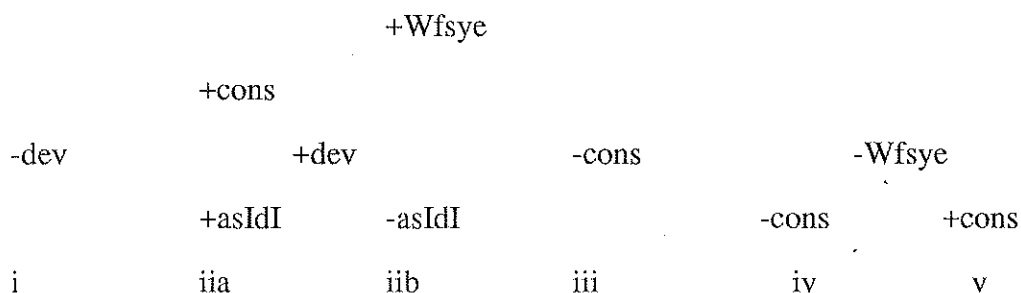 +Wfsye
+cons
-dev +dev -cons -Wfsye
+asIdI -asIdI -cons +cons
i iia iib iii iv v